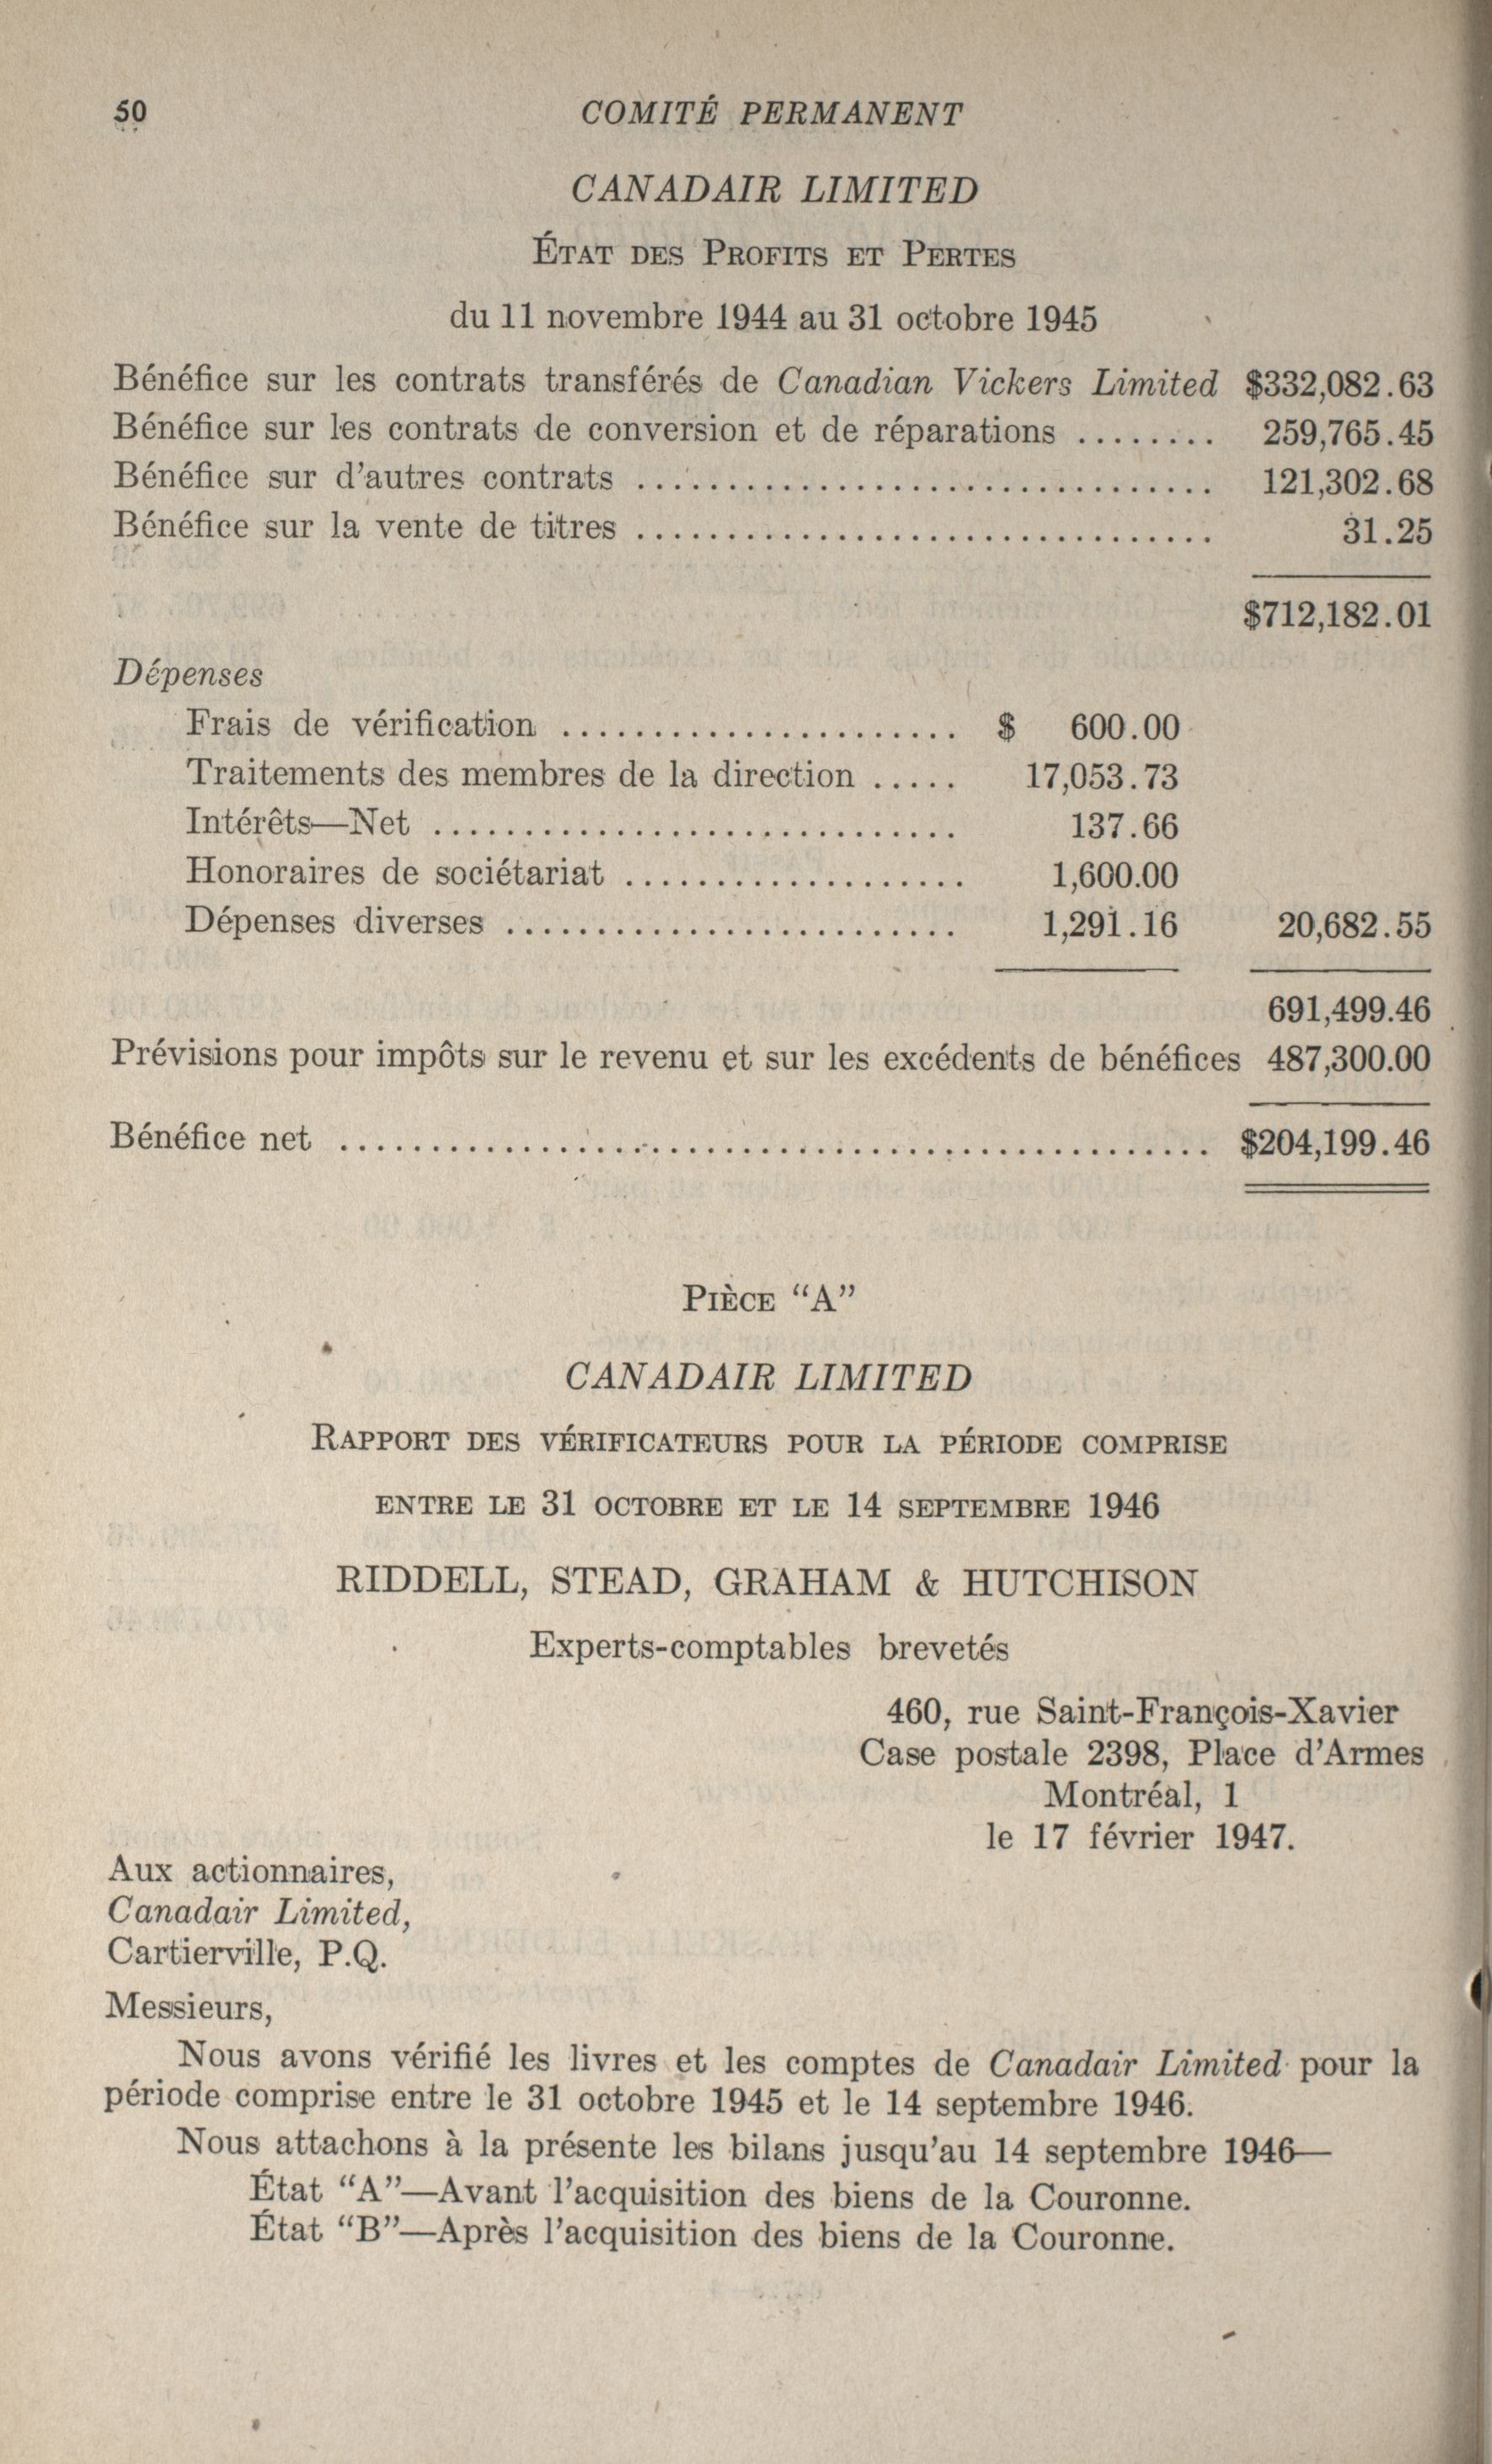 50
COMITÉ PERMANENT
CANADAIR LIMITED
État des Profits et Pertes
du 11 novembre 1944 au 31 octobre 1945
Bénéfice sur les contrats transférés de Canadian Vickers Limited $332,082.63
Bénéfice sur les contrats de conversion et de réparations ........ 259,765.45
Bénéfice sur d'autres contrats ................................ 121,302.68
Bénéfice sur la vente de titres ................................ 31.25
$712,182.01
Dépenses
Frais de vérification ...................... $ 600.00
Traitements des membres de la direction ..... 17,053.73
Intérêts—Net ............................. 137.66
Honoraires de sociétariat ................... 1,600.00
Dépenses diverses ......................... 1,291.16 20,682.55
691,499.46
Prévisions pour impôts sur le revenu et sur les excédents de bénéfices 487,300.00
Bénéfice net ................................................ $204,199.46
Pièce "A"
CANADAIR LIMITED
Rapport des vérificateurs pour la période comprise
entre le 31 octobre et le 14 septembre 1946
RIDDELL, STEAD, GRAHAM & HUTCHISON
Experts-comptables brevetés
460, rue Saint-François-Xavier
Case postale 2398, Place d'Armes
Montréal, 1
le 17 février 1947.
Aux actionnaires,
Canadair Limited,
Cartierville, P.Q.
Messieurs,
Nous avons vérifié les livres et les comptes de Canadair Limited pour la
période comprise entre le 31 octobre 1945 et le 14 septembre 1946.
Nous attachons à la présente les bilans jusqu'au 14 septembre 1946—
État "A"—Avant l'acquisition des biens de la Couronne.
État "B"—Après l'acquisition des biens de la Couronne.